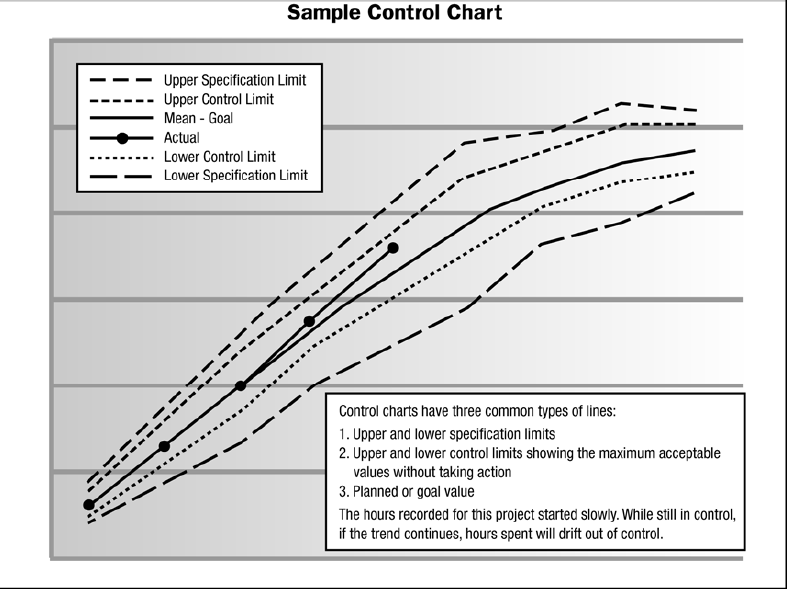 Sample Control Chart
Upper Specification Limit
Upper Control Limit
Mean - Goal
Actual
Lower Control Limit
Lower Specification Limit
Control charts have three common types of lines:
1. Upper and lower specification limits
2. Upper and lower control limits showing the maximum acceptable
values without taking action
3. Planned or goal value
The hours recorded for this project started slowly. While still in control,
if the trend continues, hours spent will drift out of control.